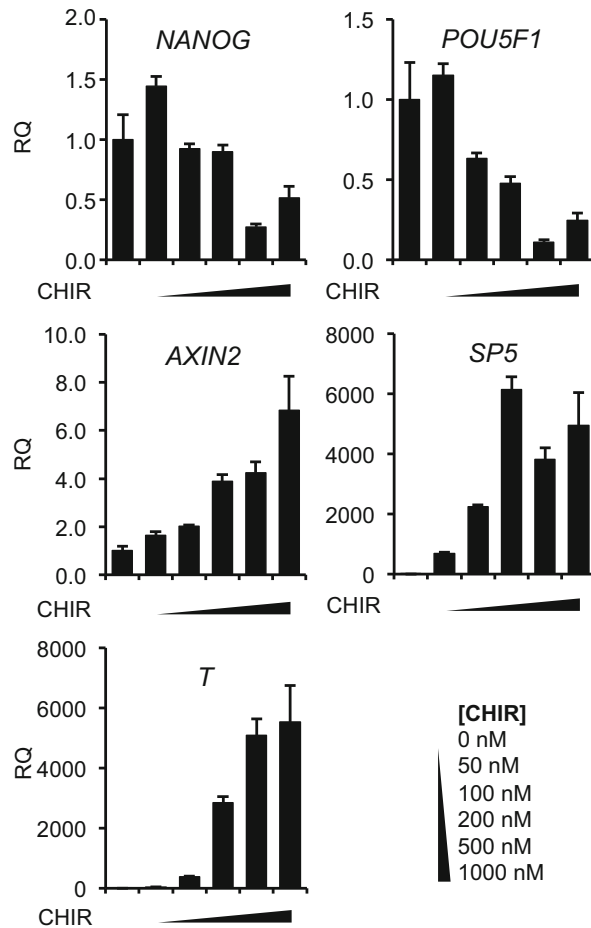 NANOG
2.0
1.5
1.0
0.5
0.0
RQ
CHIR
POU5F1
1.5
1.0
0.5
0.0
CHIR
AXIN2
10.0
8.0
6.0
4.0
2.0
0.0
RQ
CHIR
SP5
8000
6000
4000
2000
0
CHIR
T
8000
6000
4000
2000
0
RQ
CHIR
[CHIR]
0 nM
50 nM
100 nM
200 nM
500 nM
1000 nM